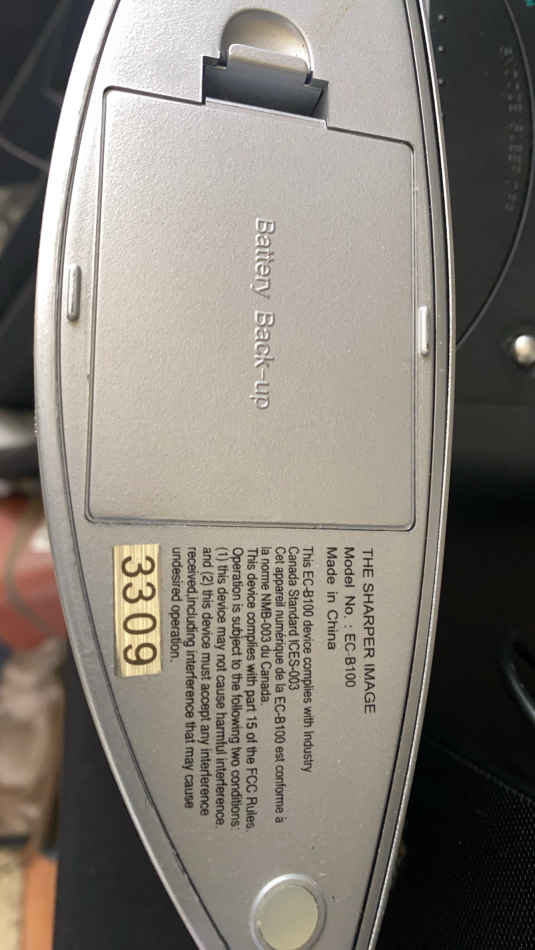 Battery Back-up
THE SHARPER IMAGE
Model No. : EC-B100
Made in China
This EC-B100 device complies with Industry
Canada Standard ICES-003
Cet appareil numérique de la EC-B100 est conforme à
la norme NMB-003 du Canada.
This device complies with part 15 of the FCC Rules.
Operation is subject to the following two conditions:
(1) this device may not cause harmful interference,
and (2) this device must accept any interference
received,including interference that may cause
undesired operation.
3309